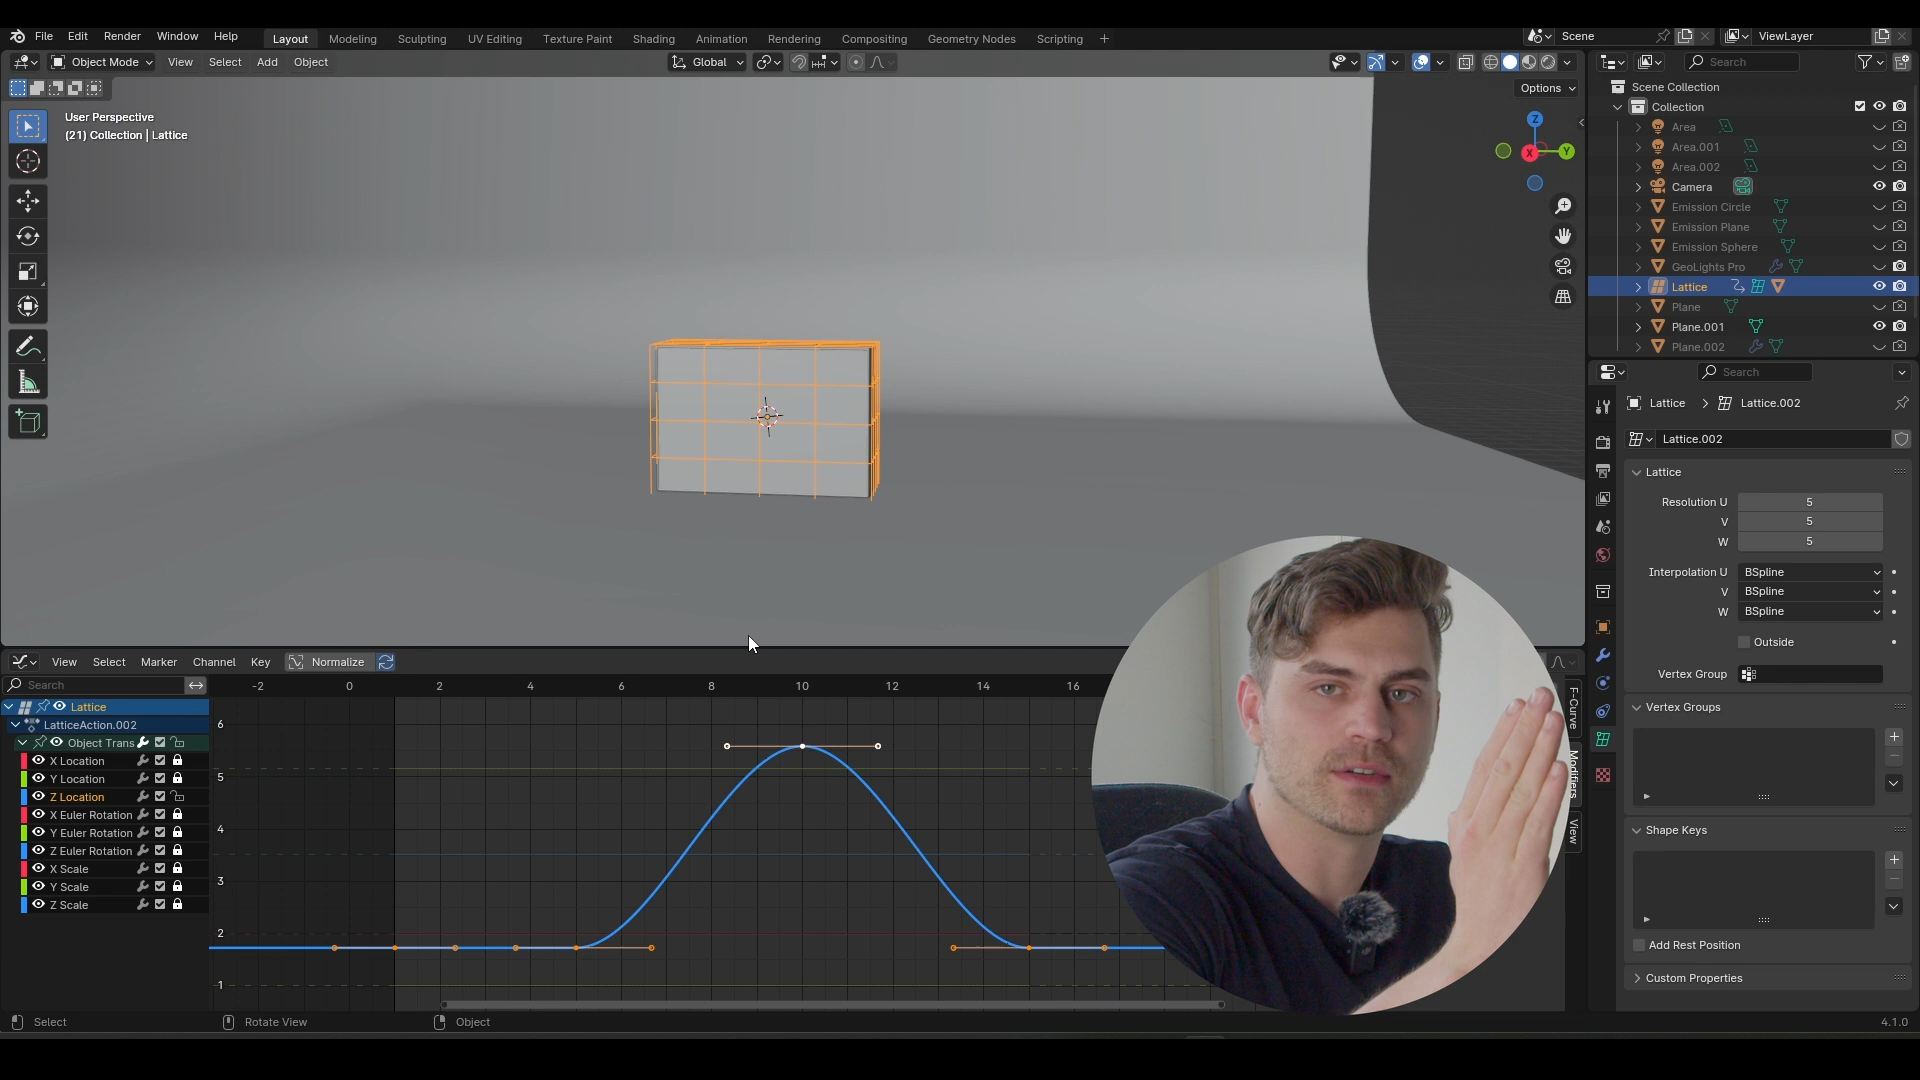 File Edit Render Window Help Layout Modeling Sculpting UV Editing Texture Paint Shading Animation Rendering Compositing Geometry Nodes Scripting + Scene ViewLayer
Object Mode View Select Add Object Global Search
Options
User Perspective
(21) Collection | Lattice
Z
X
Y
Scene Collection
Collection
Area
Area.001
Area.002
Camera
Emission Circle
Emission Plane
Emission Sphere
GeoLights Pro
Lattice
Plane
Plane.001
Plane.002
Search
Lattice > Lattice.002
Lattice.002
Lattice
Resolution U 5
V 5
W 5
Interpolation U BSpline
V BSpline
W BSpline
Outside
Vertex Group
Vertex Groups
Shape Keys
Add Rest Position
Custom Properties
View Select Marker Channel Key Normalize
Search
-2 0 2 4 6 8 10 12 14 16
Lattice
LatticeAction.002
Object Trans
X Location
Y Location
Z Location
X Euler Rotation
Y Euler Rotation
Z Euler Rotation
X Scale
Y Scale
Z Scale
6
5
4
3
2
1
F-Curve
Modifiers
View
Select Rotate View Object 4.1.0